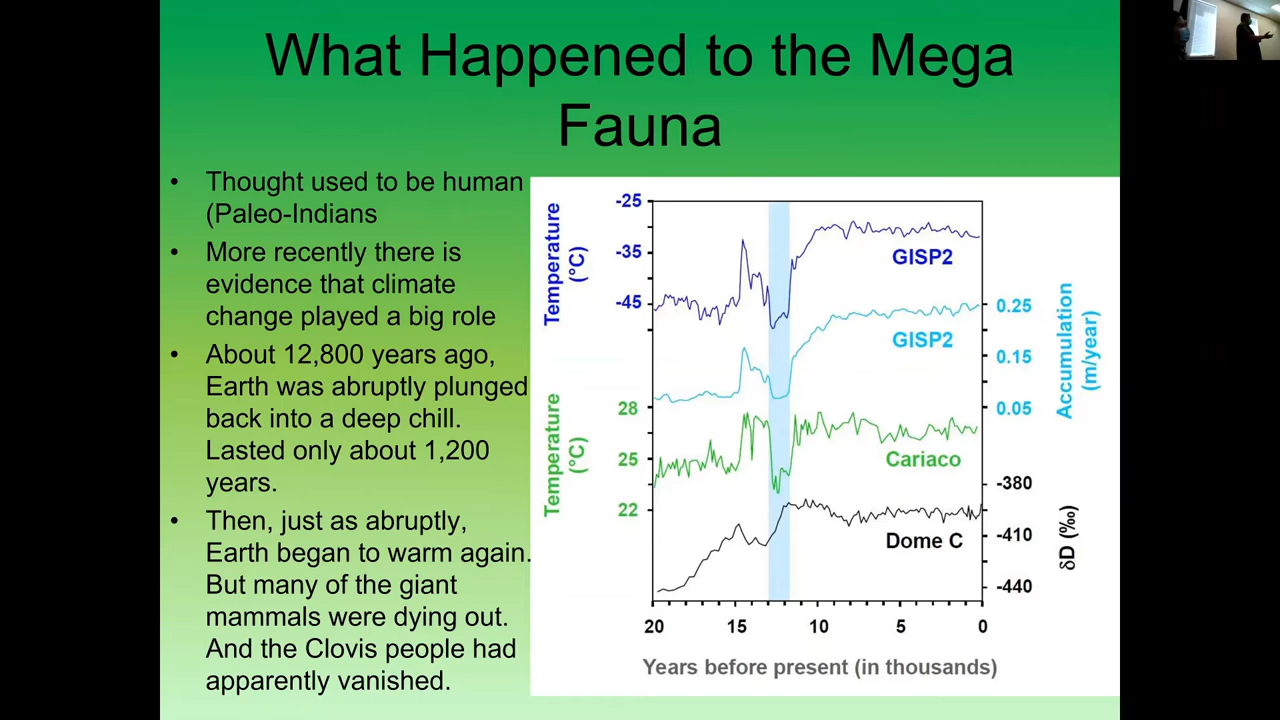 What Happened to the Mega
Fauna
• Thought used to be human
(Paleo-Indians
• More recently there is
evidence that climate
change played a big role
• About 12,800 years ago,
Earth was abruptly plunged
back into a deep chill.
Lasted only about 1,200
years.
• Then, just as abruptly,
Earth began to warm again.
But many of the giant
mammals were dying out.
And the Clovis people had
apparently vanished.
Temperature
(°C)
-25
-35
-45
GISP2
GISP2
0.25
0.15
0.05
Accumulation
(m/year)
Temperature
(°C)
28
25
22
Cariaco
Dome C
-380
-410
-440
δD (‰)
20 15 10 5 0
Years before present (in thousands)